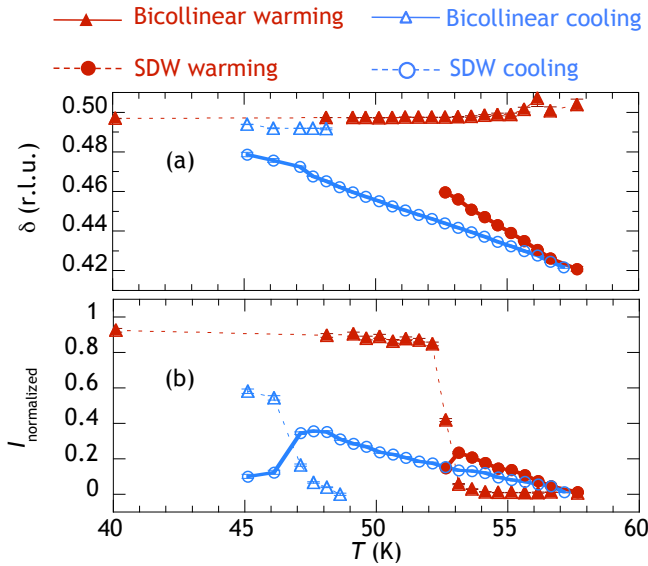 Bicollinear warming Bicollinear cooling
SDW warming SDW cooling
0.50
0.48
0.46
0.44
0.42
δ (r.l.u.)
(a)
1
0.8
0.6
0.4
0.2
0
I normalized
(b)
40 45 50 55 60
T (K)